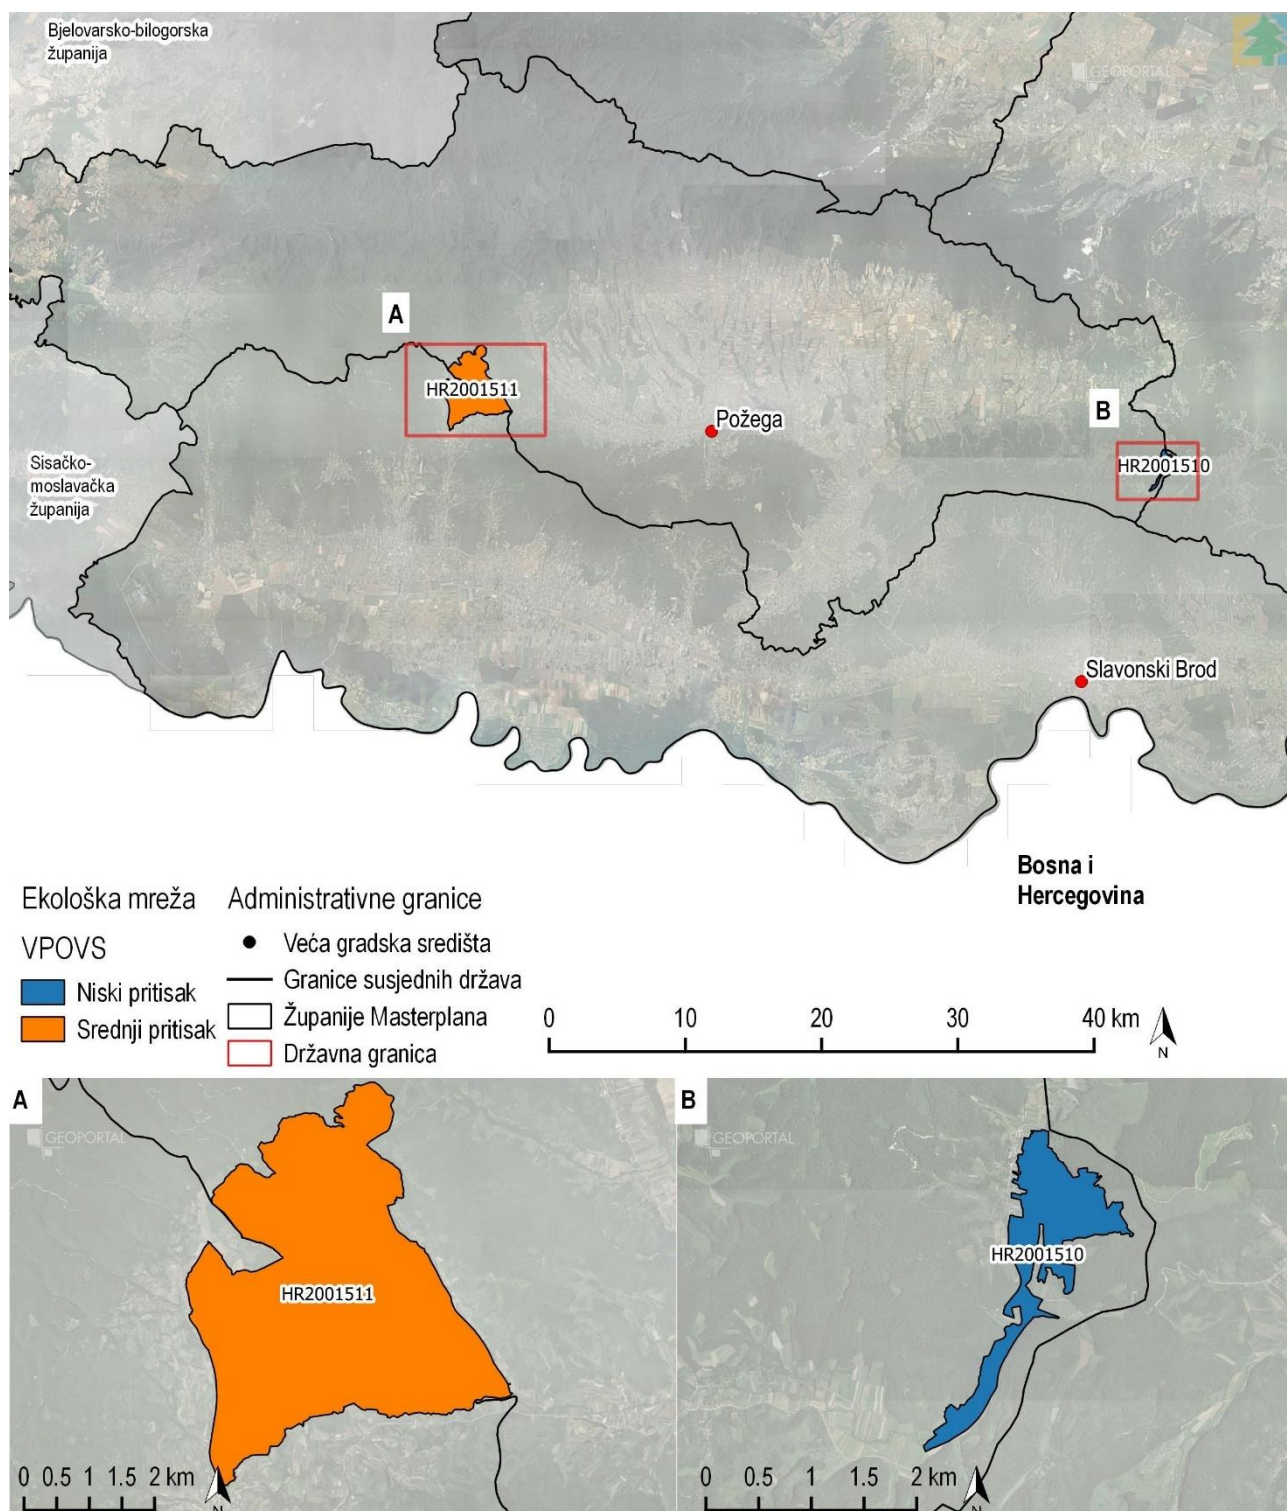 Bjelovarsko-bilogorska
županija
GEOPORTAL
A
HR2001511
Požega
B
HR2001510
Sisačko-
moslavačka
županija
Slavonski Brod
Bosna i
Hercegovina
Ekološka mreža
VPOVS
Niski pritisak
Srednji pritisak
Administrativne granice
Veća gradska središta
Granice susjednih država
Županije Masterplana
Državna granica
0 10 20 30 40 km
N
A
GEOPORTAL
HR2001511
0 0.5 1 1.5 2 km
N
B
GEOPORTAL
HR2001510
0 0.5 1 1.5 2 km
N